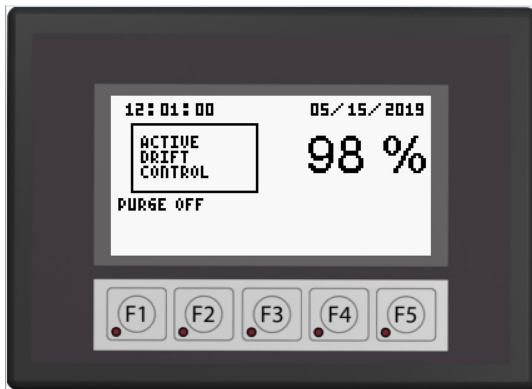 12:01:00 05/15/2019
ACTIVE 98 %
DRIFT
CONTROL
PURGE OFF
F1 F2 F3 F4 F5